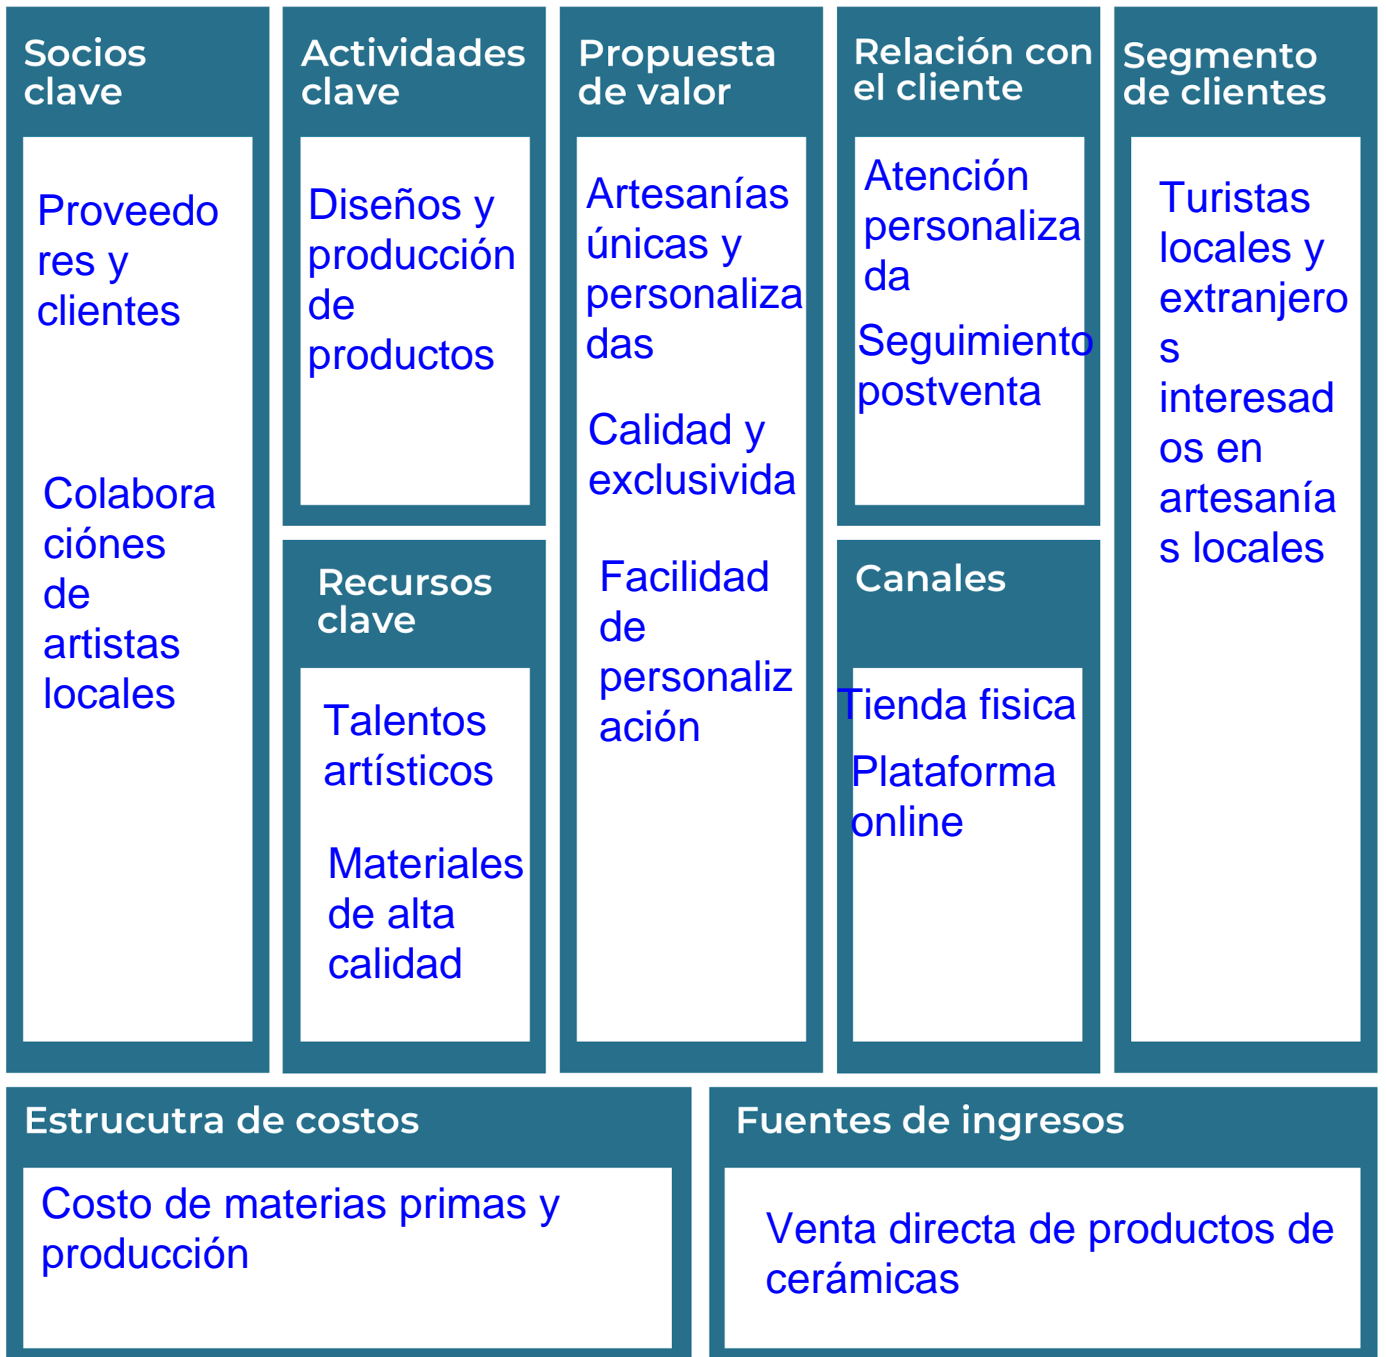 Socios
clave
Proveedo
res y
clientes
Colabora
ciónes
de
artistas
locales
Actividades
clave
Diseños y
producción
de
productos
Recursos
clave
Talentos
artísticos
Materiales
de alta
calidad
Propuesta
de valor
Artesanías
únicas y
personaliza
das
Calidad y
exclusivida
Facilidad
de
personaliz
ación
Relación con
el cliente
Atención
personaliza
da
Seguimiento
postventa
Canales
Tienda fisica
Plataforma
online
Segmento
de clientes
Turistas
locales y
extranjero
s
interesad
os en
artesanía
s locales
Estrucutra de costos
Costo de materias primas y
producción
Fuentes de ingresos
Venta directa de productos de
cerámicas